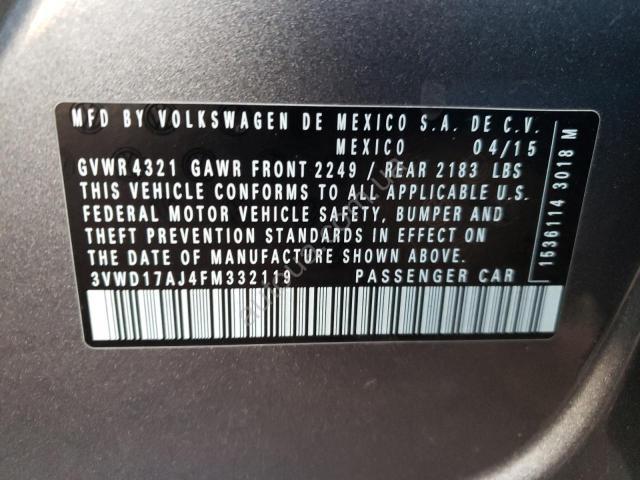 MFD BY VOLKSWAGEN DE MEXICO S.A. DE C.V.
MEXICO 04/15
GVWR 4321 GAWR FRONT 2249 / REAR 2183 LBS
THIS VEHICLE CONFORMS TO ALL APPLICABLE U.S.
FEDERAL MOTOR VEHICLE SAFETY, BUMPER AND
THEFT PREVENTION STANDARDS IN EFFECT ON
THE DATE OF MANUFACTURE SHOWN ABOVE.
3VWD17AJ4FM332119 PASSENGER CAR
1536114 3018 M